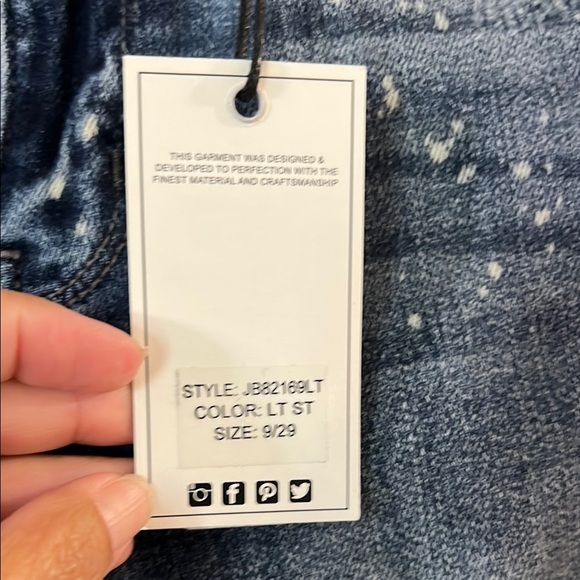 THIS GARMENT WAS DESIGNED &
DEVELOPED TO PERFECTION WITH THE
FINEST MATERIAL AND CRAFTSMANSHIP
STYLE: JB82169LT
COLOR: LT ST
SIZE: 9/29